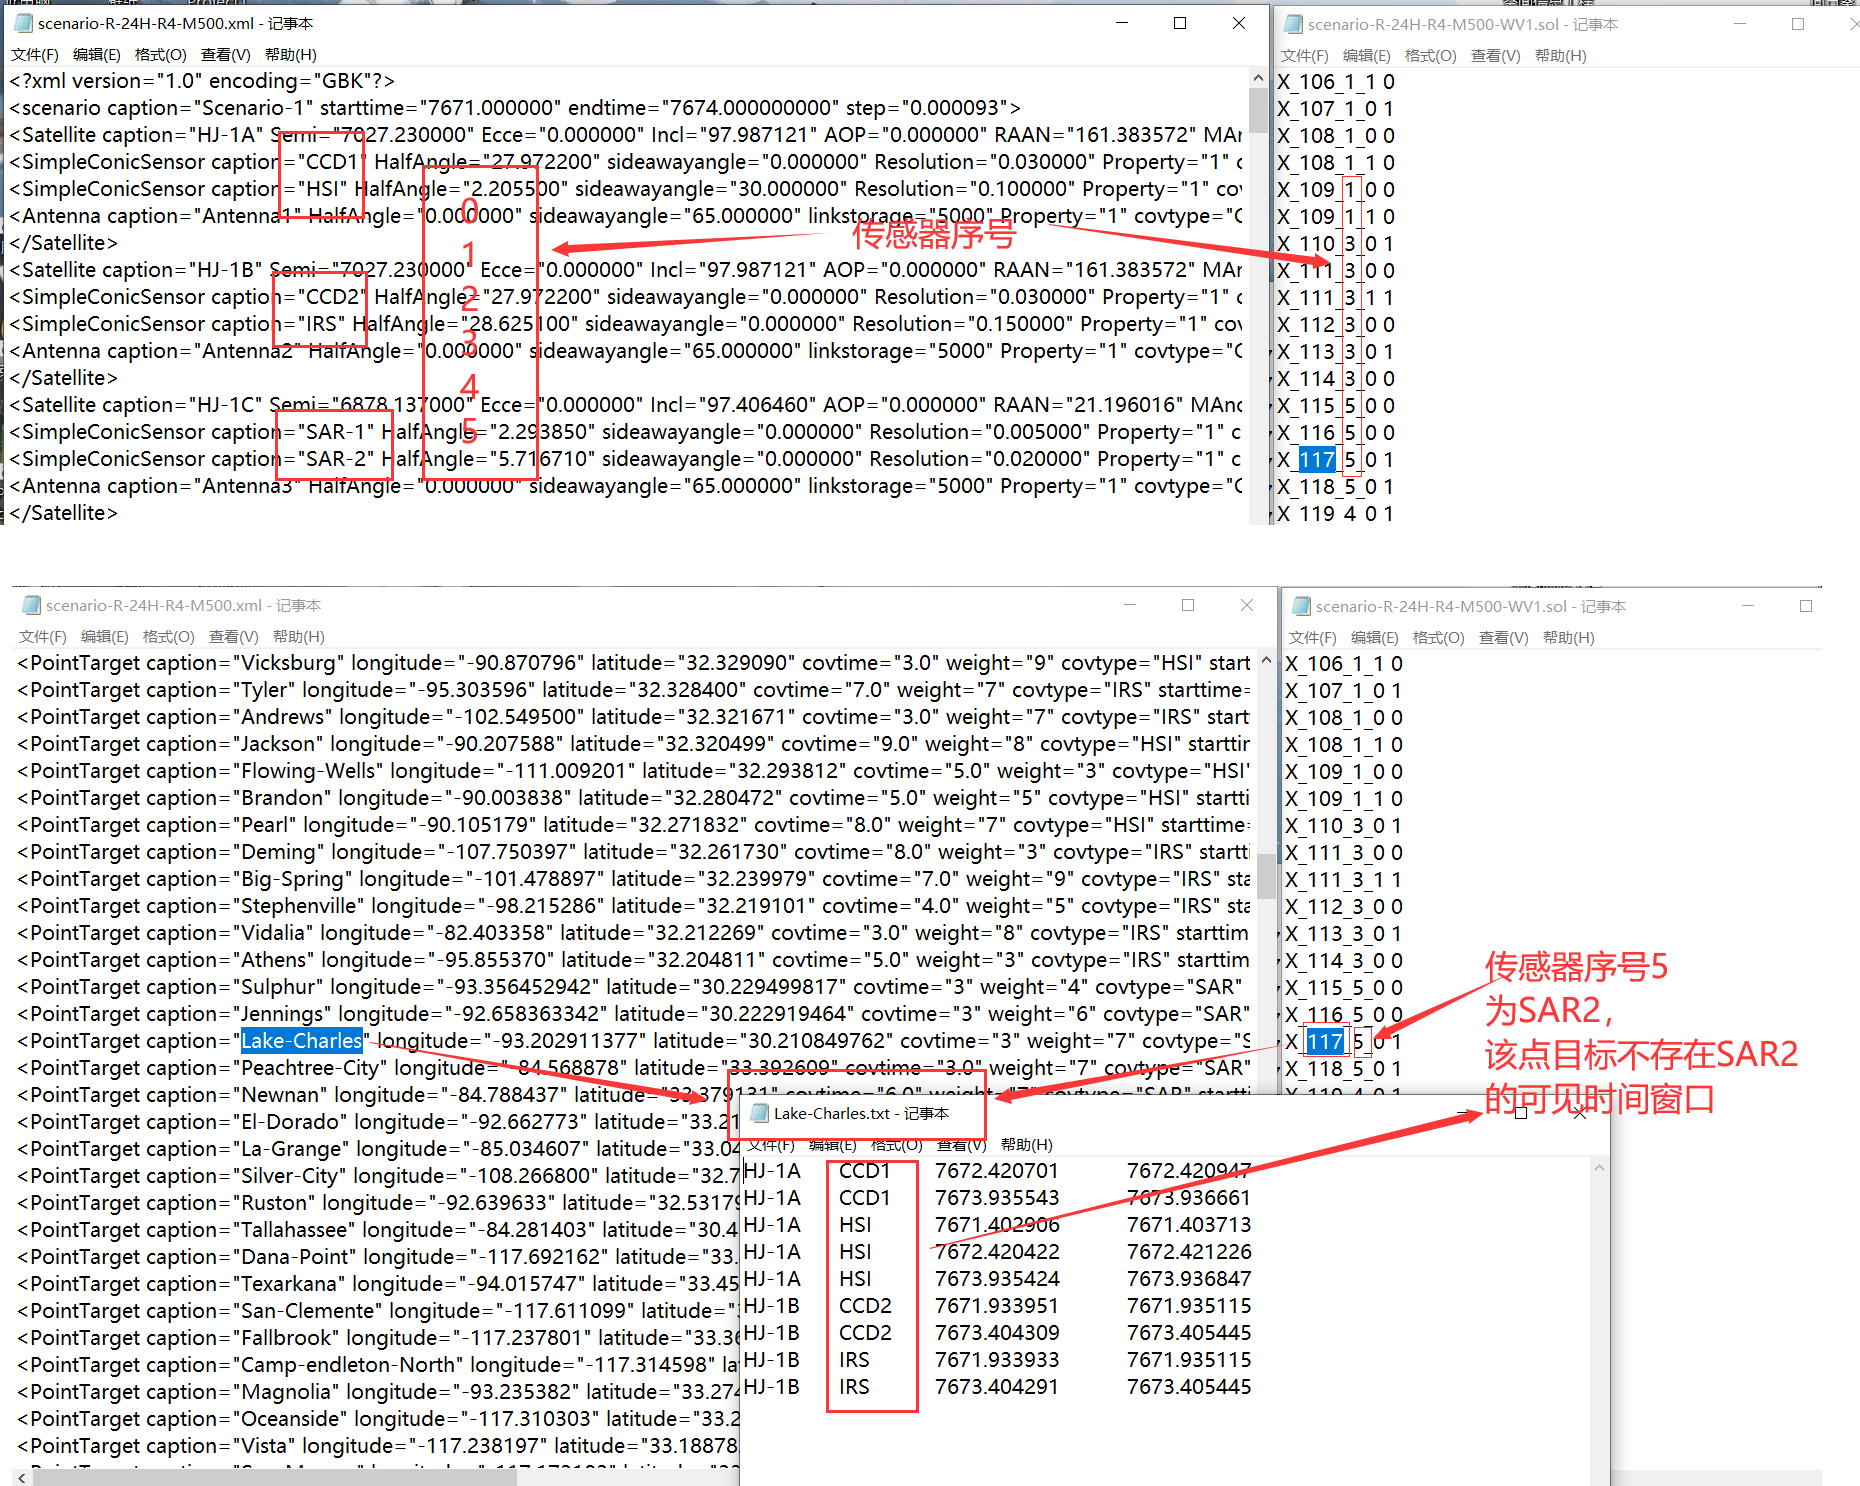 scenario-R-24H-R4-M500.xml - 记事本
文件(F) 编辑(E) 格式(O) 查看(V) 帮助(H)
<?xml version="1.0" encoding="GBK"?>
<scenario caption="Scenario-1" starttime="7671.000000" endtime="7674.000000000" step="0.000093">
<Satellite caption="HJ-1A" Semi="7027.230000" Ecce="0.000000" Incl="97.987121" AOP="0.000000" RAAN="161.383572" MAn
<SimpleConicSensor caption="CCD1" HalfAngle="27.972200" sideawayangle="0.000000" Resolution="0.030000" Property="1" c
<SimpleConicSensor caption="HSI" HalfAngle="2.205500" sideawayangle="30.000000" Resolution="0.100000" Property="1" cov
<Antenna caption="Antenna1" HalfAngle="0.000000" sideawayangle="65.000000" linkstorage="5000" Property="1" covtype="C
</Satellite>
<Satellite caption="HJ-1B" Semi="7027.230000" Ecce="0.000000" Incl="97.987121" AOP="0.000000" RAAN="161.383572" MAn
<SimpleConicSensor caption="CCD2" HalfAngle="27.972200" sideawayangle="0.000000" Resolution="0.030000" Property="1" c
<SimpleConicSensor caption="IRS" HalfAngle="28.625100" sideawayangle="0.000000" Resolution="0.150000" Property="1" cov
<Antenna caption="Antenna2" HalfAngle="0.000000" sideawayangle="65.000000" linkstorage="5000" Property="1" covtype="C
</Satellite>
<Satellite caption="HJ-1C" Semi="6878.137000" Ecce="0.000000" Incl="97.406460" AOP="0.000000" RAAN="21.196016" MAnc
<SimpleConicSensor caption="SAR-1" HalfAngle="2.293850" sideawayangle="0.000000" Resolution="0.005000" Property="1" c
<SimpleConicSensor caption="SAR-2" HalfAngle="5.716710" sideawayangle="0.000000" Resolution="0.020000" Property="1" c
<Antenna caption="Antenna3" HalfAngle="0.000000" sideawayangle="65.000000" linkstorage="5000" Property="1" covtype="C
</Satellite>
0
1
2
3
4
5
传感器序号
scenario-R-24H-R4-M500-WV1.sol - 记事本
文件(F) 编辑(E) 格式(O) 查看(V) 帮助(H)
X_106_1_1 0
X_107_1_0 1
X_108_1_0 0
X_108_1_1 0
X_109_1_0 0
X_109_1_1 0
X_110_3_0 1
X_111_3_0 0
X_111_3_1 1
X_112_3_0 0
X_113_3_0 1
X_114_3_0 0
X_115_5_0 0
X_116_5_0 0
X_117_5_0 1
X_118_5_0 1
X_119_4_0 1
scenario-R-24H-R4-M500.xml - 记事本
文件(F) 编辑(E) 格式(O) 查看(V) 帮助(H)
<PointTarget caption="Vicksburg" longitude="-90.870796" latitude="32.329090" covtime="3.0" weight="9" covtype="HSI" start
<PointTarget caption="Tyler" longitude="-95.303596" latitude="32.328400" covtime="7.0" weight="7" covtype="IRS" starttime=
<PointTarget caption="Andrews" longitude="-102.549500" latitude="32.321671" covtime="3.0" weight="7" covtype="IRS" start
<PointTarget caption="Jackson" longitude="-90.207588" latitude="32.320499" covtime="9.0" weight="8" covtype="HSI" starttin
<PointTarget caption="Flowing-Wells" longitude="-111.009201" latitude="32.293812" covtime="5.0" weight="3" covtype="HSI"
<PointTarget caption="Brandon" longitude="-90.003838" latitude="32.280472" covtime="5.0" weight="5" covtype="HSI" startti
<PointTarget caption="Pearl" longitude="-90.105179" latitude="32.271832" covtime="8.0" weight="7" covtype="HSI" starttime=
<PointTarget caption="Deming" longitude="-107.750397" latitude="32.261730" covtime="8.0" weight="3" covtype="IRS" startti
<PointTarget caption="Big-Spring" longitude="-101.478897" latitude="32.239979" covtime="7.0" weight="9" covtype="IRS" sta
<PointTarget caption="Stephenville" longitude="-98.215286" latitude="32.219101" covtime="4.0" weight="5" covtype="IRS" sta
<PointTarget caption="Vidalia" longitude="-82.403358" latitude="32.212269" covtime="3.0" weight="8" covtype="IRS" starttim
<PointTarget caption="Athens" longitude="-95.855370" latitude="32.204811" covtime="5.0" weight="3" covtype="IRS" starttim
<PointTarget caption="Sulphur" longitude="-93.356452942" latitude="30.229499817" covtime="3" weight="4" covtype="SAR"
<PointTarget caption="Jennings" longitude="-92.658363342" latitude="30.222919464" covtime="3" weight="6" covtype="SAR"
<PointTarget caption="Lake-Charles" longitude="-93.202911377" latitude="30.210849762" covtime="3" weight="7" covtype="S
<PointTarget caption="Peachtree-City" longitude="-84.568878" latitude="33.392609" covtime="3.0" weight="7" covtype="SAR"
<PointTarget caption="Newnan" longitude="-84.788437" latitude="33.379131" covtime="6.0" weight="7" covtype="SAR" starttim
<PointTarget caption="El-Dorado" longitude="-92.662773" latitude="33.21
<PointTarget caption="La-Grange" longitude="-85.034607" latitude="33.04
<PointTarget caption="Silver-City" longitude="-108.266800" latitude="32.7
<PointTarget caption="Ruston" longitude="-92.639633" latitude="32.5317
<PointTarget caption="Tallahassee" longitude="-84.281403" latitude="30.4
<PointTarget caption="Dana-Point" longitude="-117.692162" latitude="33.
<PointTarget caption="Texarkana" longitude="-94.015747" latitude="33.45
<PointTarget caption="San-Clemente" longitude="-117.611099" latitude=
<PointTarget caption="Fallbrook" longitude="-117.237801" latitude="33.36
<PointTarget caption="Camp-endleton-North" longitude="-117.314598" lat
<PointTarget caption="Magnolia" longitude="-93.235382" latitude="33.274
<PointTarget caption="Oceanside" longitude="-117.310303" latitude="33.2
<PointTarget caption="Vista" longitude="-117.238197" latitude="33.18878
scenario-R-24H-R4-M500-WV1.sol - 记事本
文件(F) 编辑(E) 格式(O) 查看(V) 帮助(H)
X_106_1_1 0
X_107_1_0 1
X_108_1_0 0
X_108_1_1 0
X_109_1_0 0
X_109_1_1 0
X_110_3_0 1
X_111_3_0 0
X_111_3_1 1
X_112_3_0 0
X_113_3_0 1
X_114_3_0 0
X_115_5_0 0
X_116_5_0 0
X_117_5_0 1
X_118_5_0 1
X_119_4_0 1
传感器序号5
为SAR2，
该点目标不存在SAR2
的可见时间窗口
Lake-Charles.txt - 记事本
文件(F) 编辑(E) 格式(O) 查看(V) 帮助(H)
HJ-1A CCD1 7672.420701 7672.420947
HJ-1A CCD1 7673.935543 7673.936661
HJ-1A HSI 7671.402906 7671.403713
HJ-1A HSI 7672.420422 7672.421226
HJ-1A HSI 7673.935424 7673.936847
HJ-1B CCD2 7671.933951 7671.935115
HJ-1B CCD2 7673.404309 7673.405445
HJ-1B IRS 7671.933933 7671.935115
HJ-1B IRS 7673.404291 7673.405445